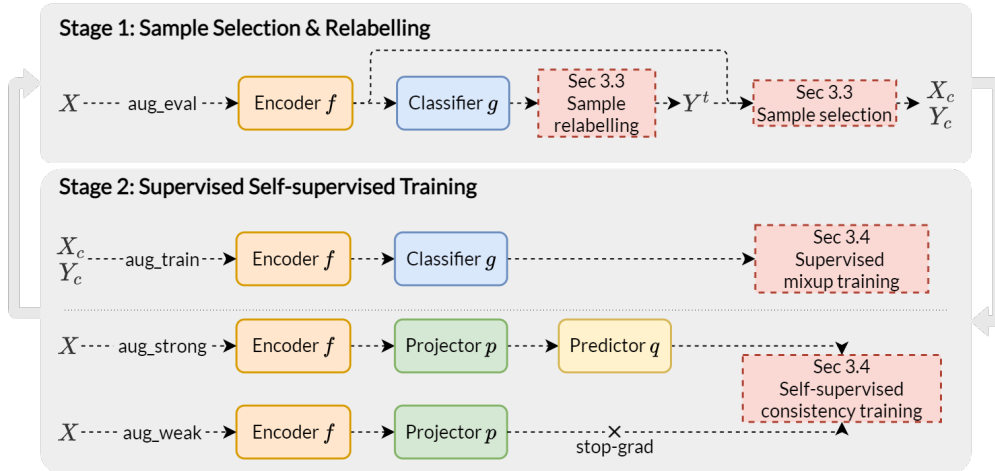 Stage 1: Sample Selection & Relabelling
X
aug_eval
Encoder f
Classifier g
Sec 3.3
Sample
relabelling
Y^t
Sec 3.3
Sample selection
X_c
Y_c
Stage 2: Supervised Self-supervised Training
X_c
Y_c
aug_train
Encoder f
Classifier g
Sec 3.4
Supervised
mixup training
X
aug_strong
Encoder f
Projector p
Predictor q
Sec 3.4
Self-supervised
consistency training
X
aug_weak
Encoder f
Projector p
stop-grad